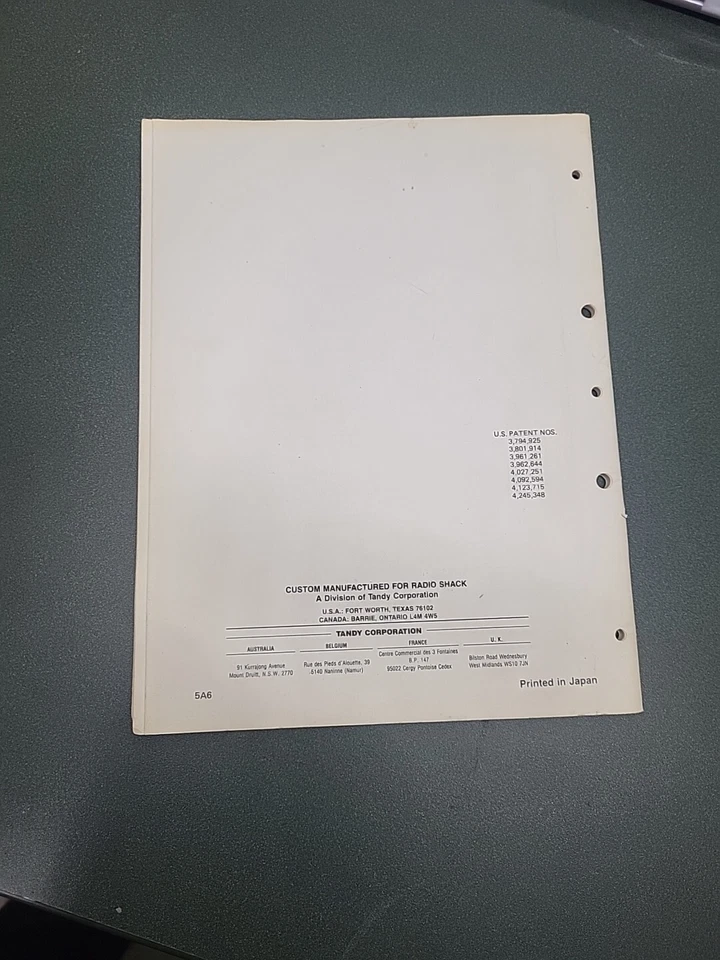 U.S. PATENT NOS.
3,794,925
3,801,914
3,961,261
3,962,644
4,027,251
4,092,594
4,123,715
4,245,348
CUSTOM MANUFACTURED FOR RADIO SHACK
A Division of Tandy Corporation
U.S.A.: FORT WORTH, TEXAS 76102
CANADA: BARRIE, ONTARIO L4M 4W5
TANDY CORPORATION
AUSTRALIA
91 Kurrajong Avenue
Mount Druitt, N.S.W. 2770
BELGIUM
Rue des Pieds d'Alouette, 39
5140 Naninne (Namur)
FRANCE
Centre Commercial des 3 Fontaines
B.P. 147
95022 Cergy Pontoise Cedex
U. K.
Bilston Road Wednesbury
West Midlands WS10 7JN
5A6
Printed in Japan